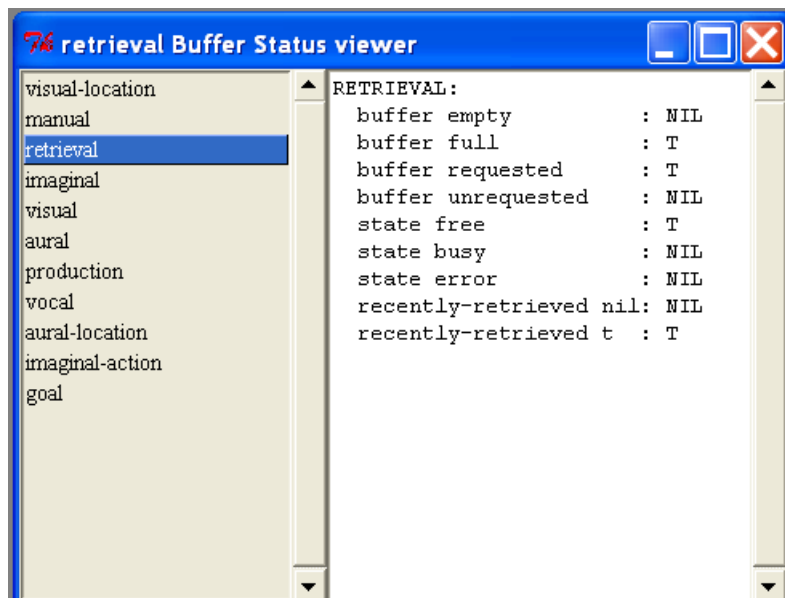 Tk retrieval Buffer Status viewer
visual-location
manual
retrieval
imaginal
visual
aural
production
vocal
aural-location
imaginal-action
goal
RETRIEVAL:
  buffer empty          : NIL
  buffer full           : T
  buffer requested      : T
  buffer unrequested    : NIL
  state free            : T
  state busy            : NIL
  state error           : NIL
  recently-retrieved nil: NIL
  recently-retrieved t  : T